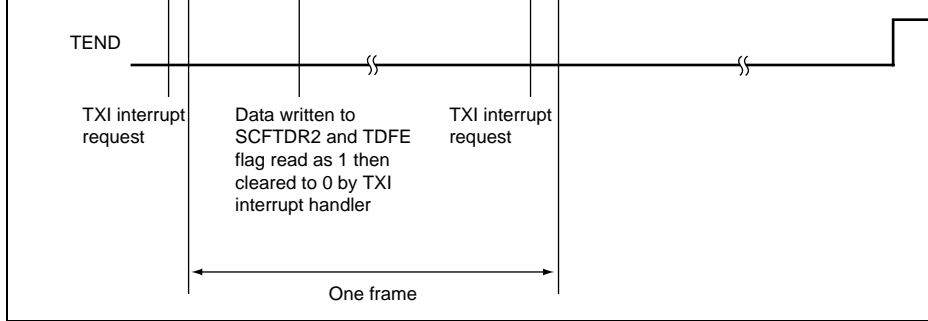 TEND
TXI interrupt
request
Data written to
SCFTDR2 and TDFE
flag read as 1 then
cleared to 0 by TXI
interrupt handler
TXI interrupt
request
One frame